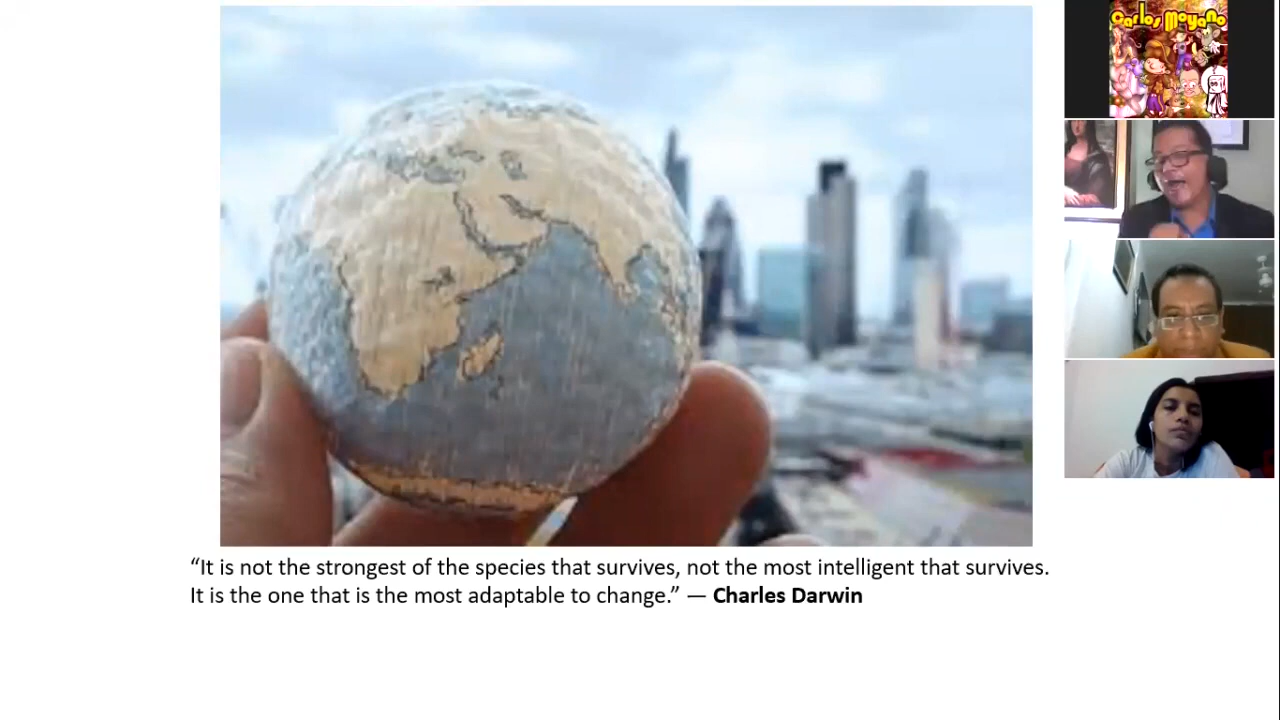 Carlos Moyano
“It is not the strongest of the species that survives, not the most intelligent that survives.
It is the one that is the most adaptable to change.” — Charles Darwin